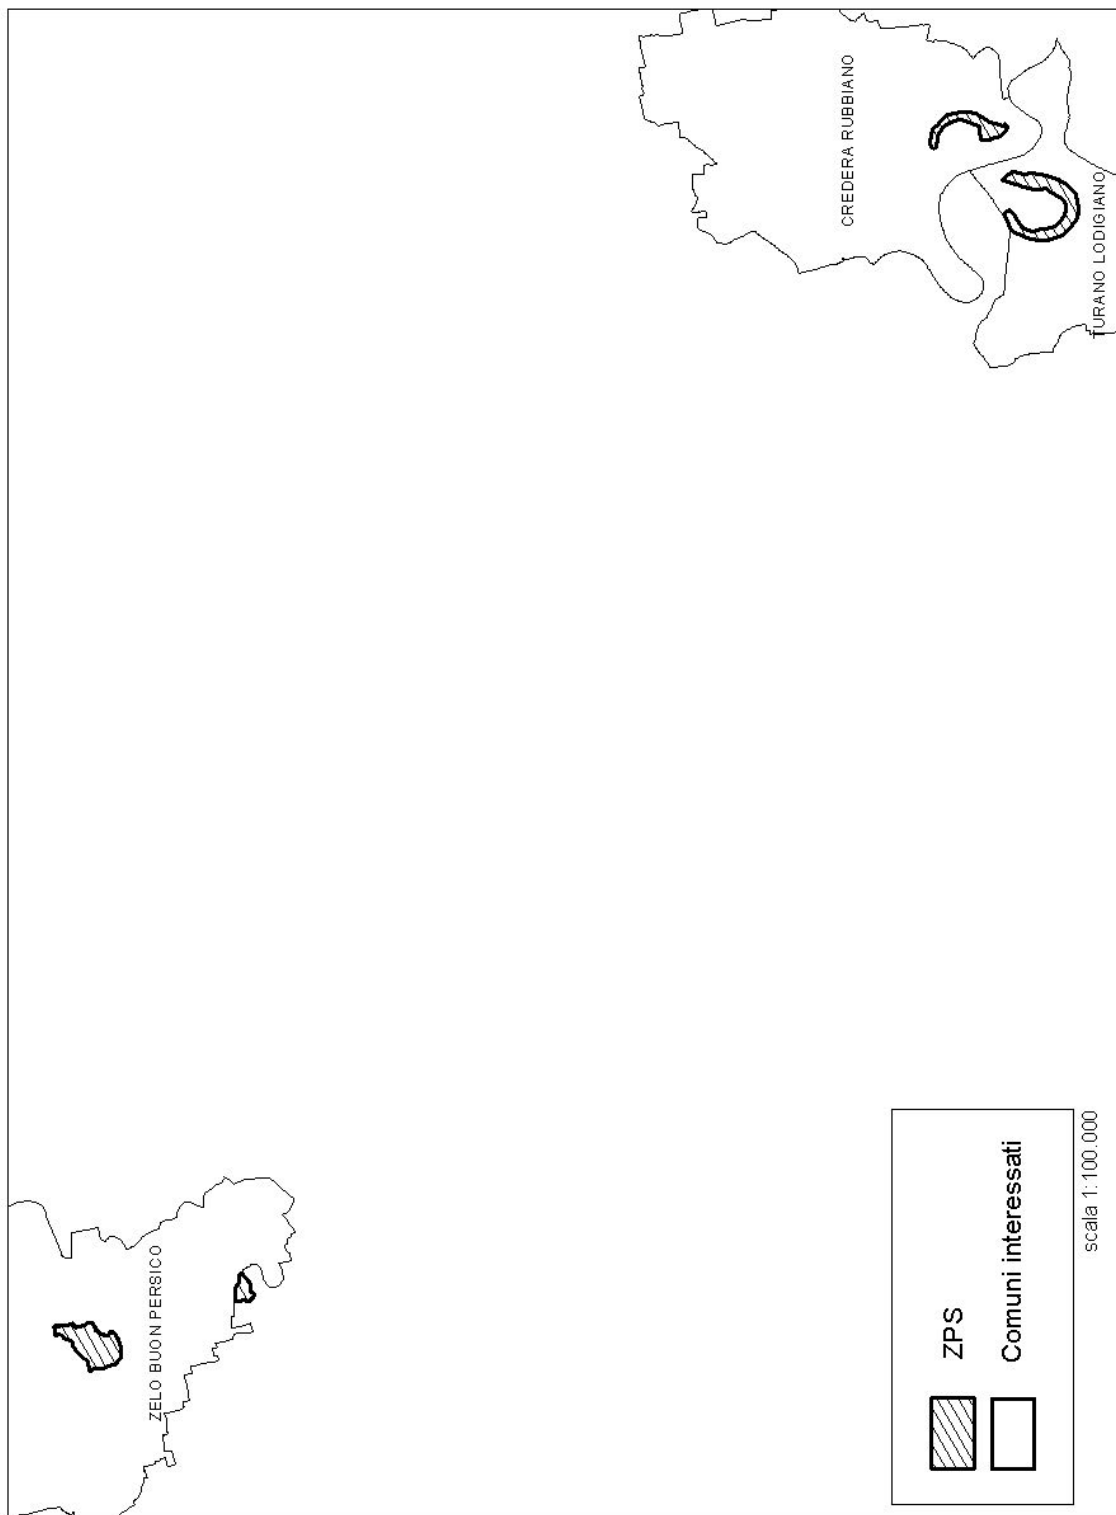 CREDERA RUBBIANO
TURANO LODIGIANO
ZELO BUON PERSICO
ZPS
Comuni interessati
scala 1:100.000